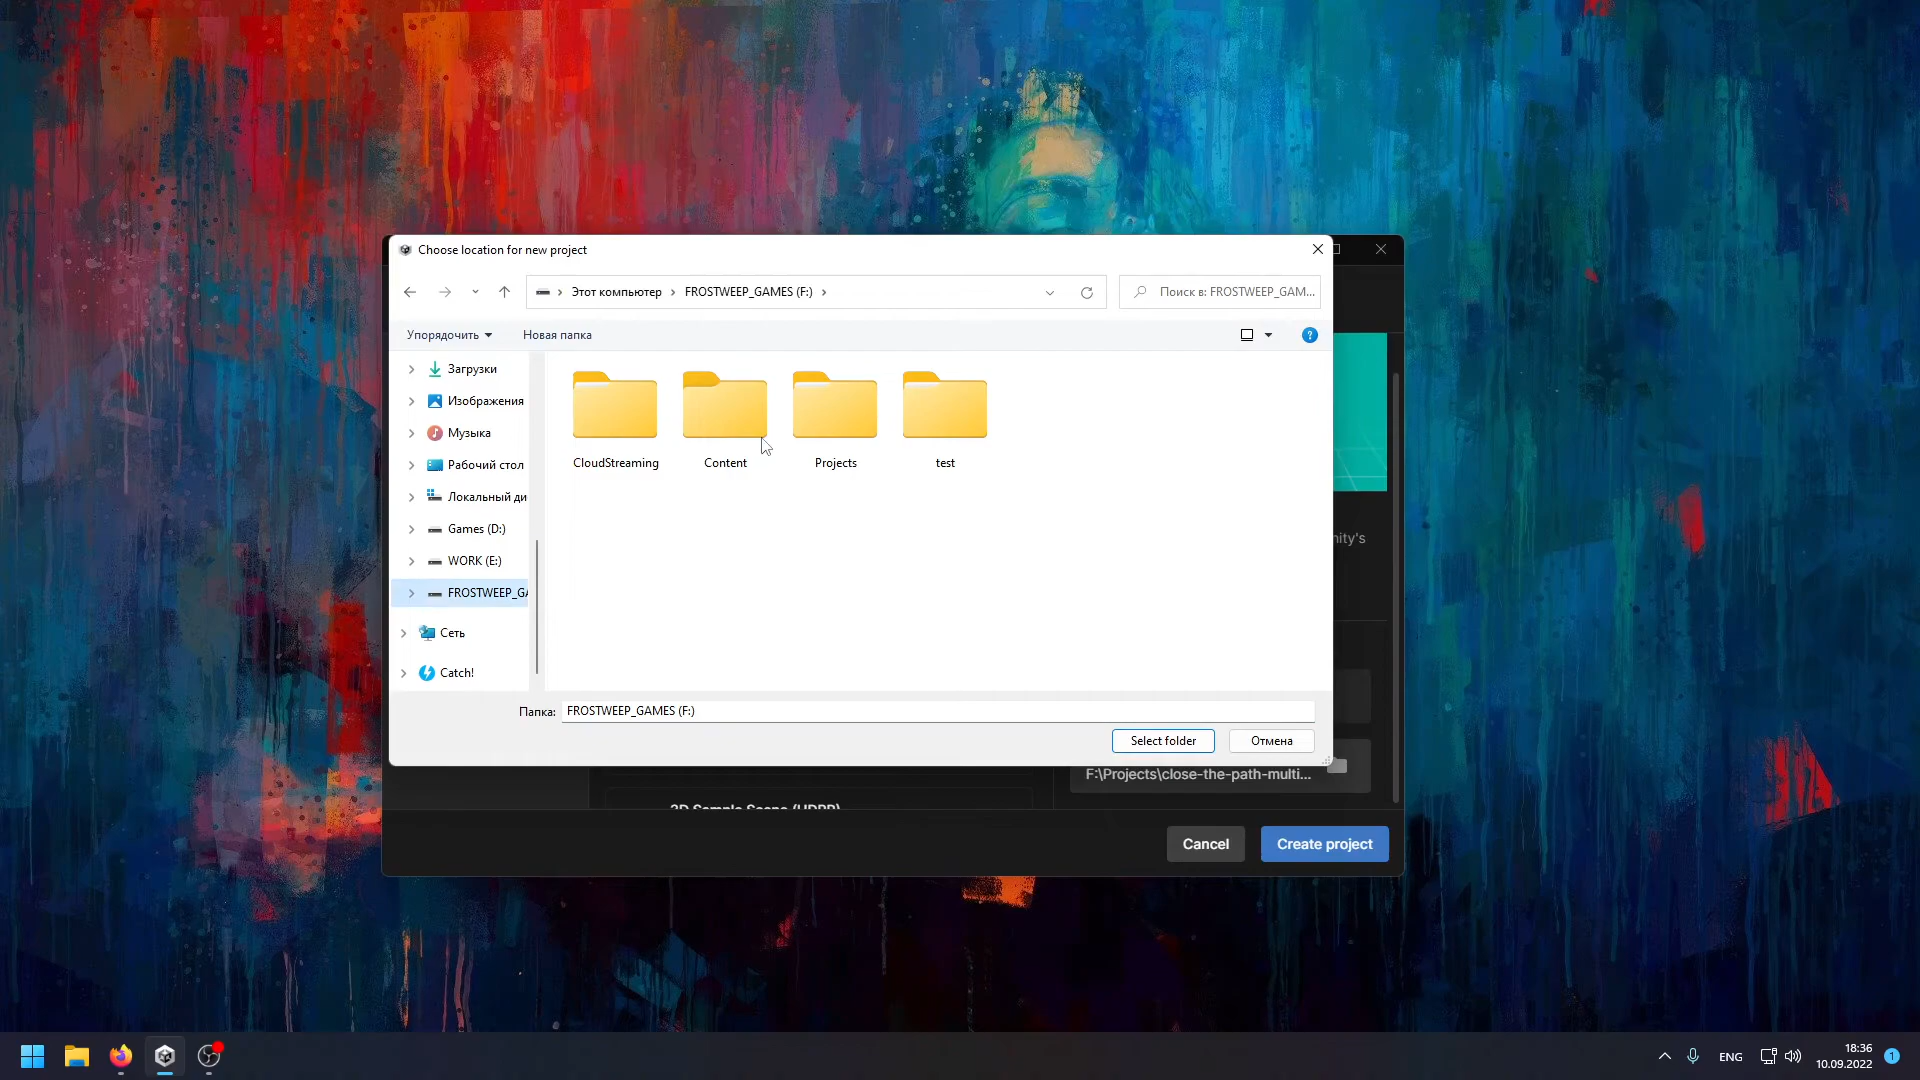 Choose location for new project
Этот компьютер
FROSTWEEP_GAMES (F:)
Поиск в: FROSTWEEP_GAM...
Упорядочить
Новая папка
?
Загрузки
Изображения
Музыка
Рабочий стол
Локальный ди
Games (D:)
WORK (E:)
FROSTWEEP_GA
Сеть
Catch!
CloudStreaming
Content
Projects
test
nity's
Папка:
FROSTWEEP_GAMES (F:)
Select folder
Отмена
F:\Projects\close-the-path-multi...
3D Sample Scene (HDRP)
Cancel
Create project
ENG
18:36
10.09.2022
1